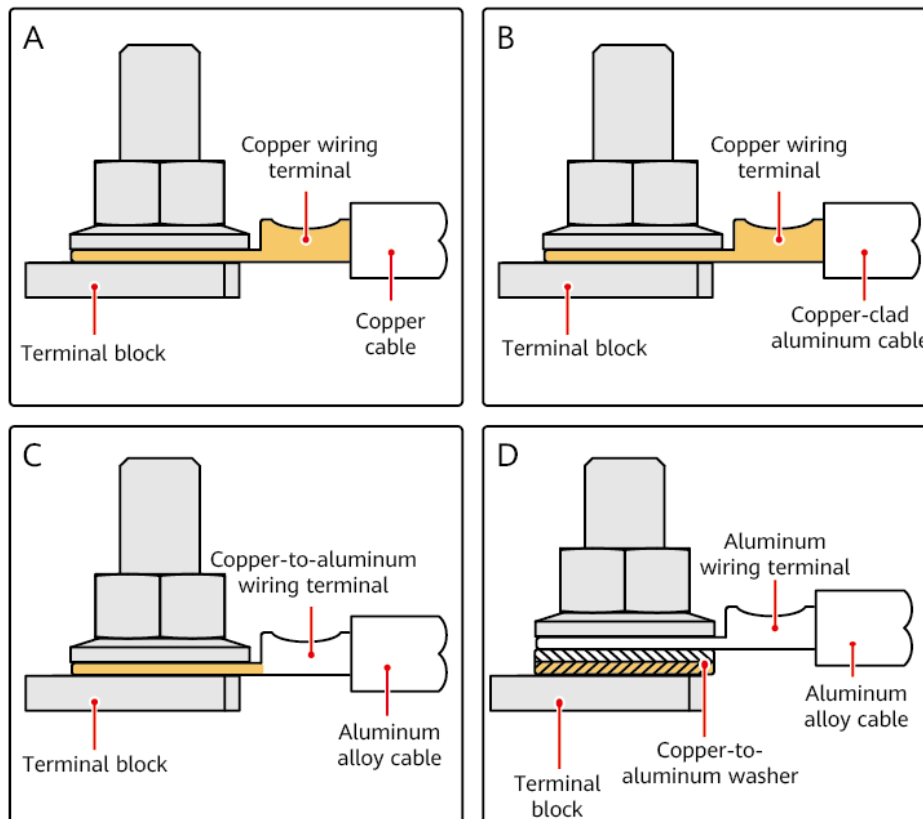 A
Copper wiring
terminal
Terminal block
Copper
cable
B
Copper wiring
terminal
Terminal block
Copper-clad
aluminum cable
C
Copper-to-aluminum
wiring terminal
Terminal block
Aluminum
alloy cable
D
Aluminum
wiring terminal
Aluminum
alloy cable
Copper-to-
aluminum washer
Terminal
block